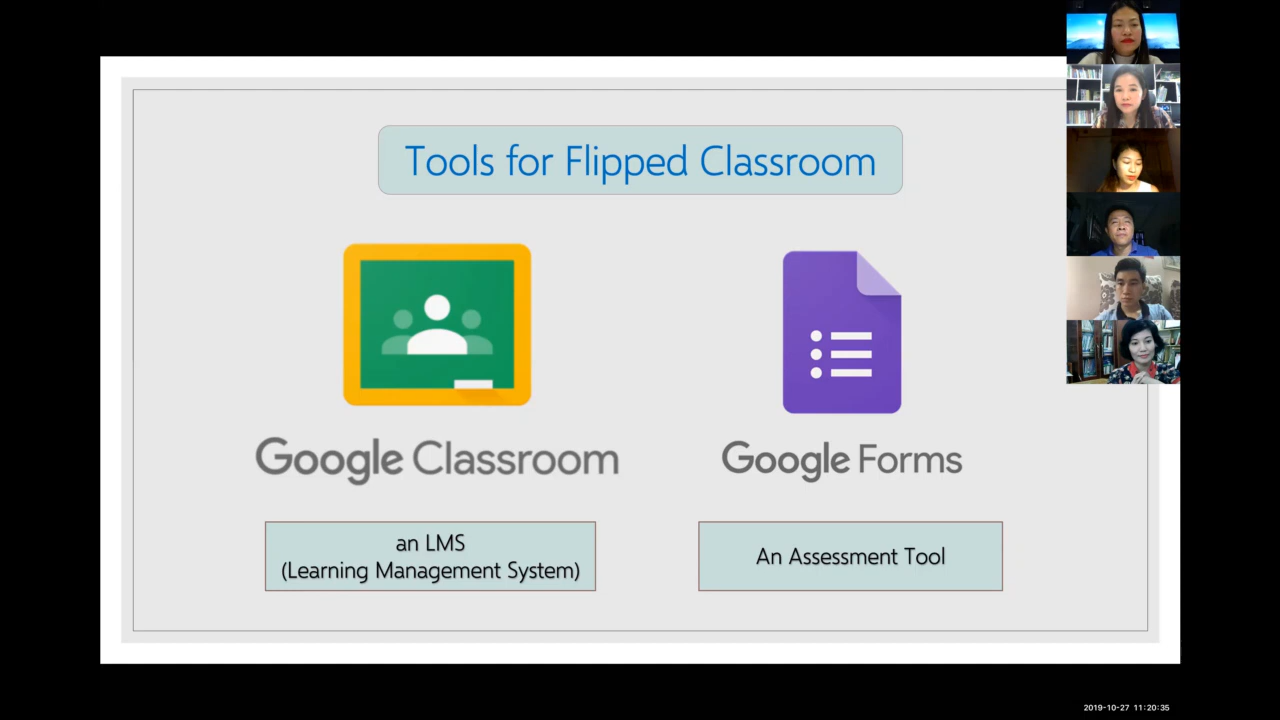 Tools for Flipped Classroom
Google Classroom
Google Forms
an LMS
(Learning Management System)
An Assessment Tool
2019-10-27 11:20:35